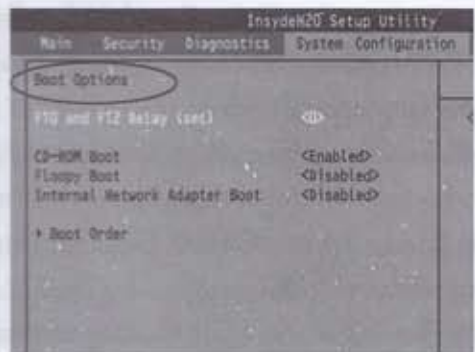 InsydeH2O Setup Utility
Main Security Diagnostics System Configuration
Boot Options
F10 and F12 Delay (sec) <0>
CD-ROM Boot <Enabled>
Floppy Boot <Disabled>
Internal Network Adapter Boot <Disabled>
Boot Order